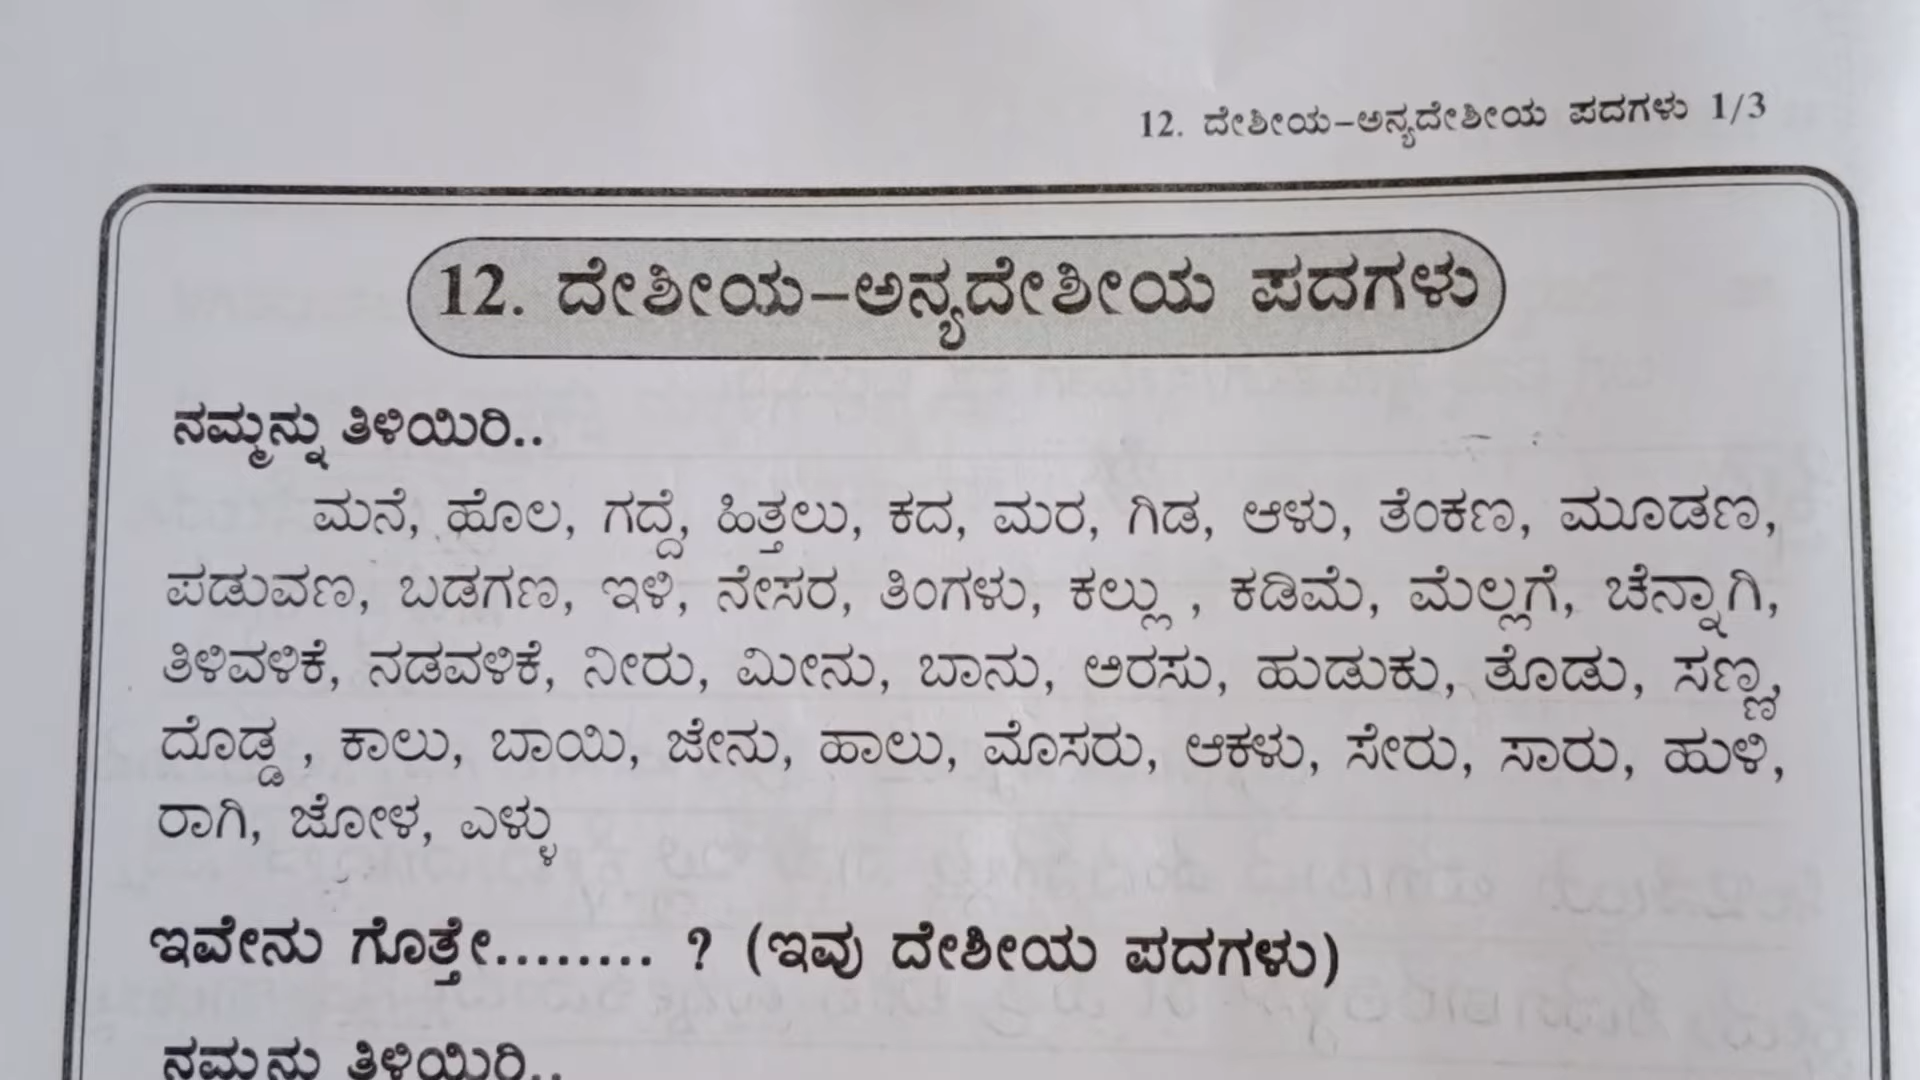 12. ದೇಶೀಯ–ಅನ್ಯದೇಶೀಯ ಪದಗಳು 1/3
12. ದೇಶೀಯ–ಅನ್ಯದೇಶೀಯ ಪದಗಳು
ನಮ್ಮನ್ನು ತಿಳಿಯಿರಿ..
ಮನೆ, ಹೊಲ, ಗದ್ದೆ, ಹಿತ್ತಲು, ಕದ, ಮರ, ಗಿಡ, ಆಳು, ತೆಂಕಣ, ಮೂಡಣ,
ಪಡುವಣ, ಬಡಗಣ, ಇಳಿ, ನೇಸರ, ತಿಂಗಳು, ಕಲ್ಲು , ಕಡಿಮೆ, ಮೆಲ್ಲಗೆ, ಚೆನ್ನಾಗಿ,
ತಿಳಿವಳಿಕೆ, ನಡವಳಿಕೆ, ನೀರು, ಮೀನು, ಬಾನು, ಅರಸು, ಹುಡುಕು, ತೊಡು, ಸಣ್ಣ,
ದೊಡ್ಡ , ಕಾಲು, ಬಾಯಿ, ಜೇನು, ಹಾಲು, ಮೊಸರು, ಆಕಳು, ಸೇರು, ಸಾರು, ಹುಳಿ,
ರಾಗಿ, ಜೋಳ, ಎಳ್ಳು
ಇವೇನು ಗೊತ್ತೇ........ ? (ಇವು ದೇಶೀಯ ಪದಗಳು)
ನಮ್ಮನ್ನು ತಿಳಿಯಿರಿ..